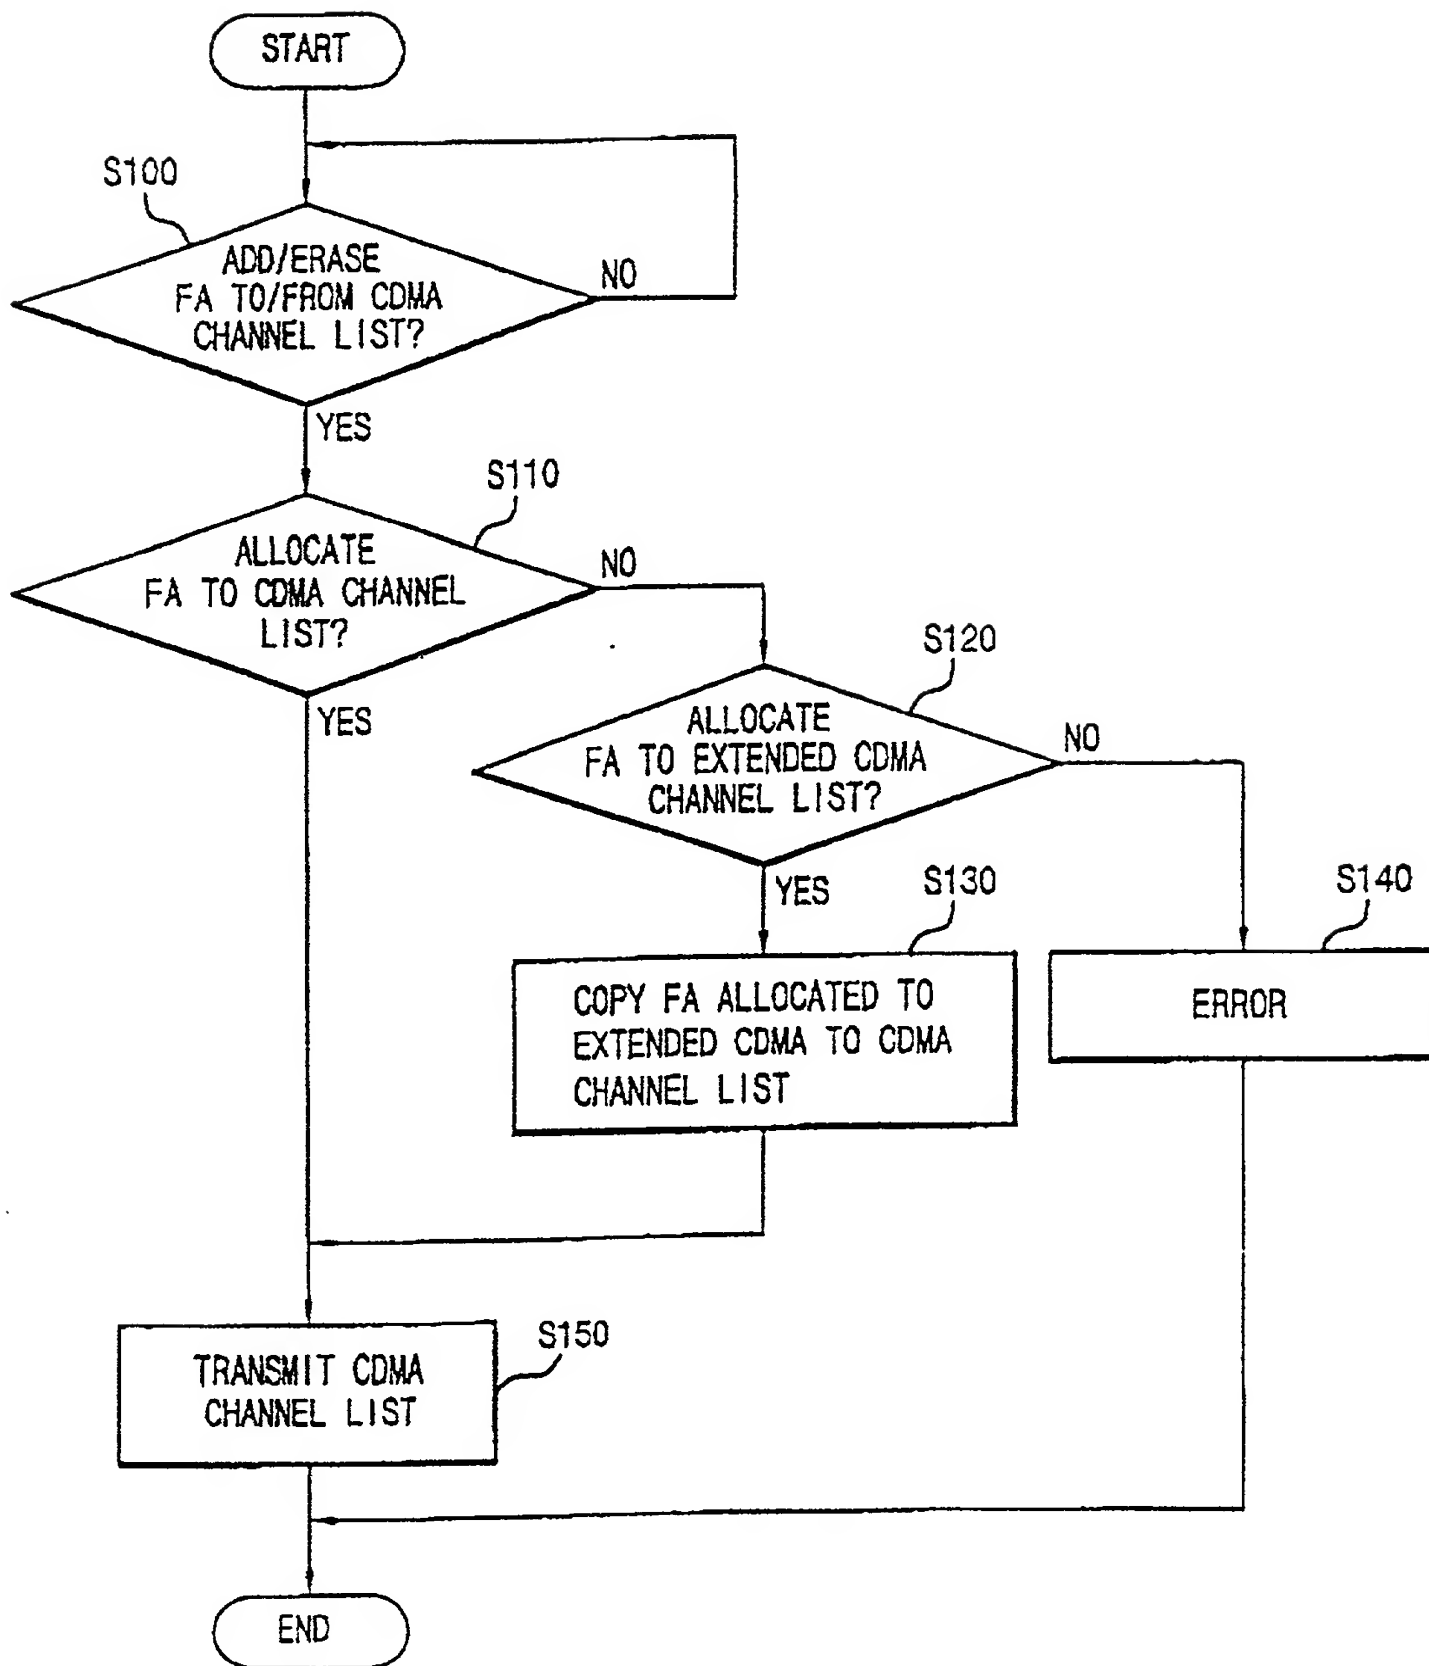 START
S100
ADD/ERASE
FA TO/FROM CDMA
CHANNEL LIST?
NO
YES
S110
ALLOCATE
FA TO CDMA CHANNEL
LIST?
NO
YES
S120
ALLOCATE
FA TO EXTENDED CDMA
CHANNEL LIST?
NO
YES
S130
COPY FA ALLOCATED TO
EXTENDED CDMA TO CDMA
CHANNEL LIST
S140
ERROR
S150
TRANSMIT CDMA
CHANNEL LIST
END